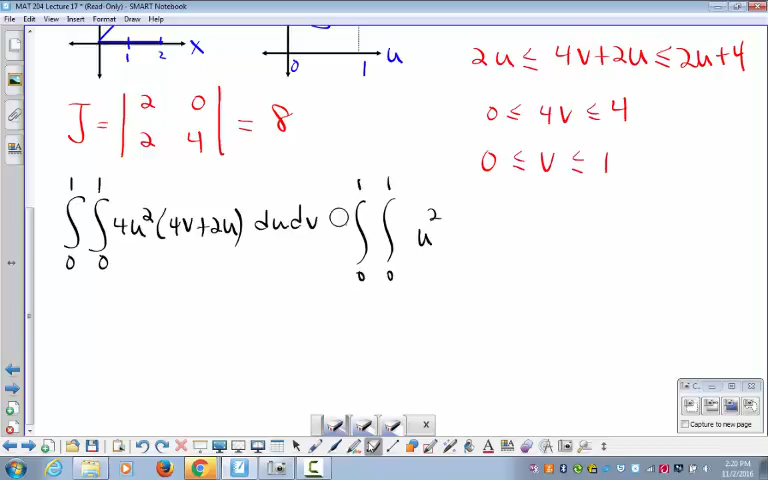 MAT 204 Lecture 17 * (Read-Only) - SMART Notebook
File Edit View Insert Format Draw Help
1 2 x
0 1 u
2u ≤ 4v+2u ≤ 2u+4
J = | 2 0 | = 8
| 2 4 |
0 ≤ 4v ≤ 4
0 ≤ v ≤ 1
∫₀¹ ∫₀¹ 4u²(4v+2u) du dv ∫₀¹ ∫₀¹ u²
Capture to new page
2:20 PM
11/2/2016